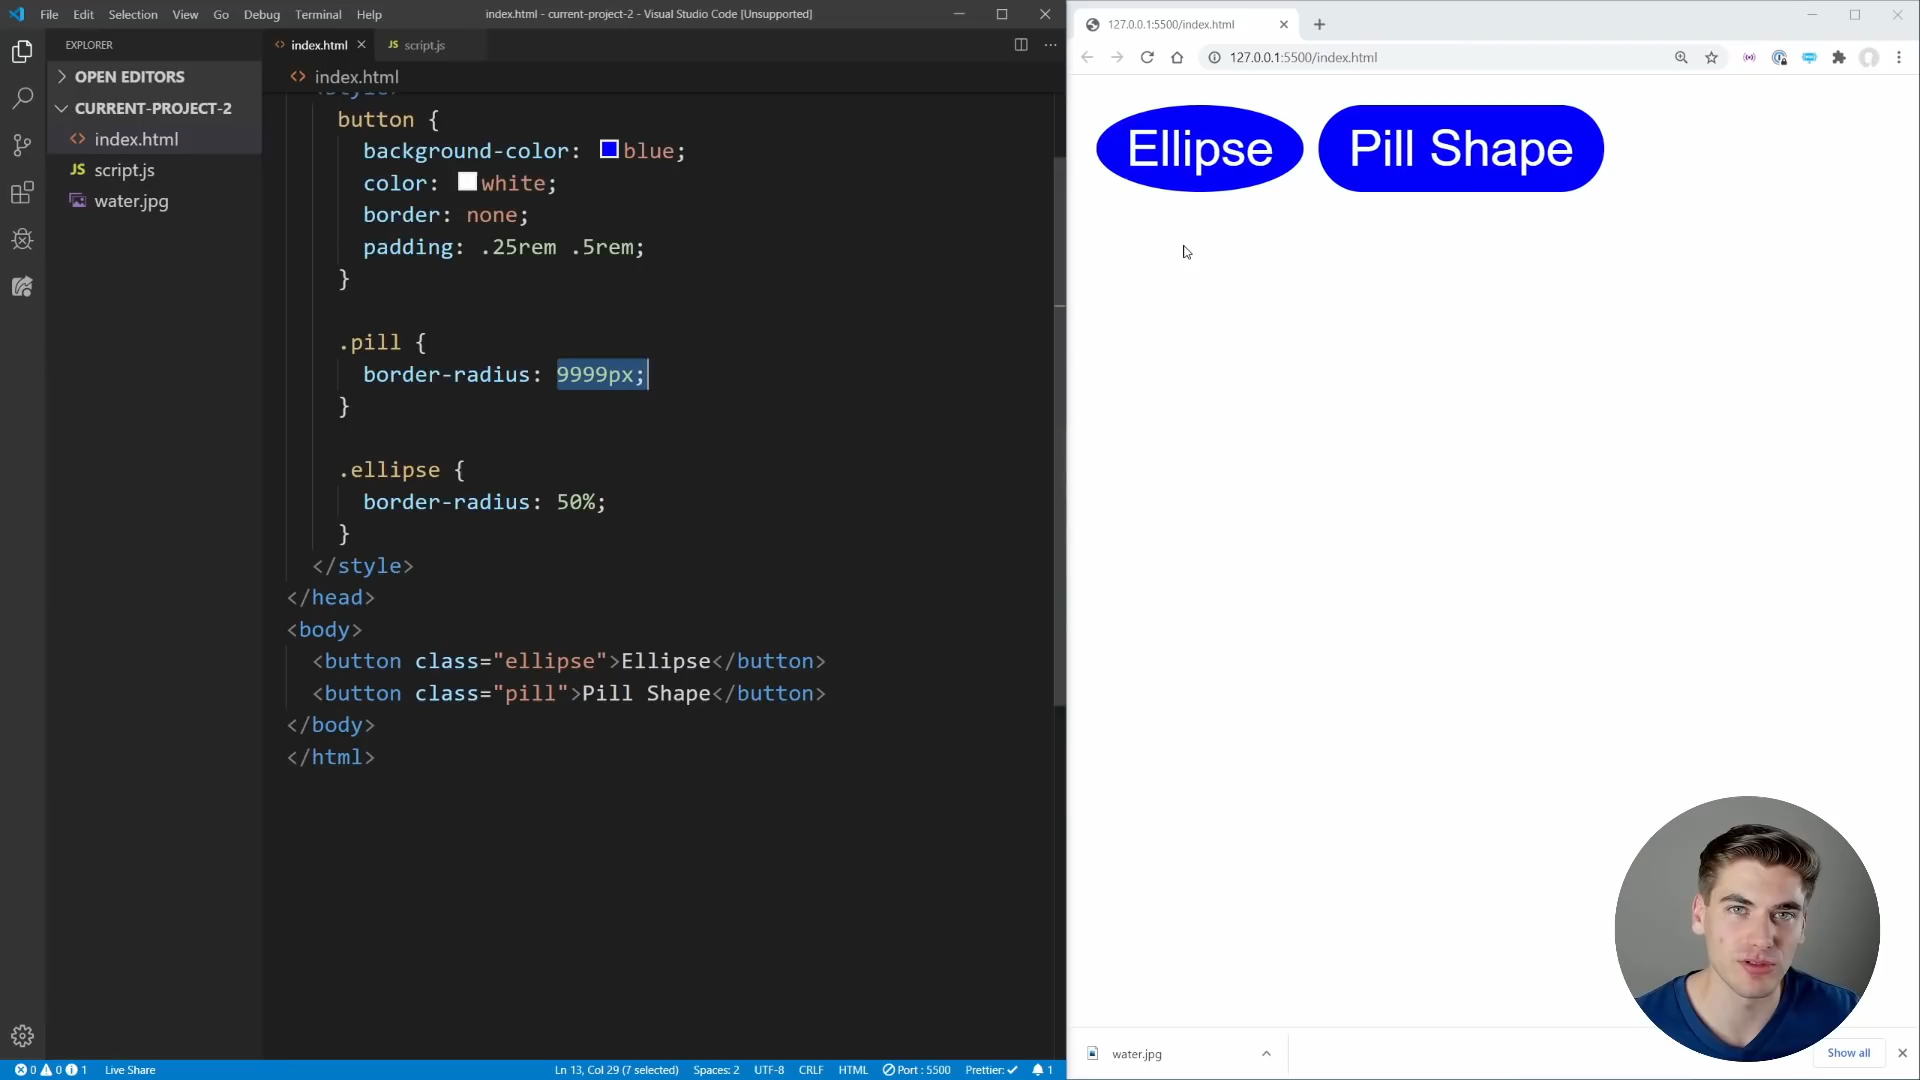 File Edit Selection View Go Debug Terminal Help
index.html - current-project-2 - Visual Studio Code [Unsupported]
EXPLORER
OPEN EDITORS
CURRENT-PROJECT-2
index.html
JS script.js
water.jpg
index.html
JS script.js
index.html
<style>
button {
background-color: blue;
color: white;
border: none;
padding: .25rem .5rem;
}
.pill {
border-radius: 9999px;
}
.ellipse {
border-radius: 50%;
}
</style>
</head>
<body>
<button class="ellipse">Ellipse</button>
<button class="pill">Pill Shape</button>
</body>
</html>
0 0 1 Live Share
Ln 13, Col 29 (7 selected) Spaces: 2 UTF-8 CRLF HTML Port : 5500 Prettier: 1
127.0.0.1:5500/index.html
127.0.0.1:5500/index.html
Ellipse Pill Shape
water.jpg
Show all